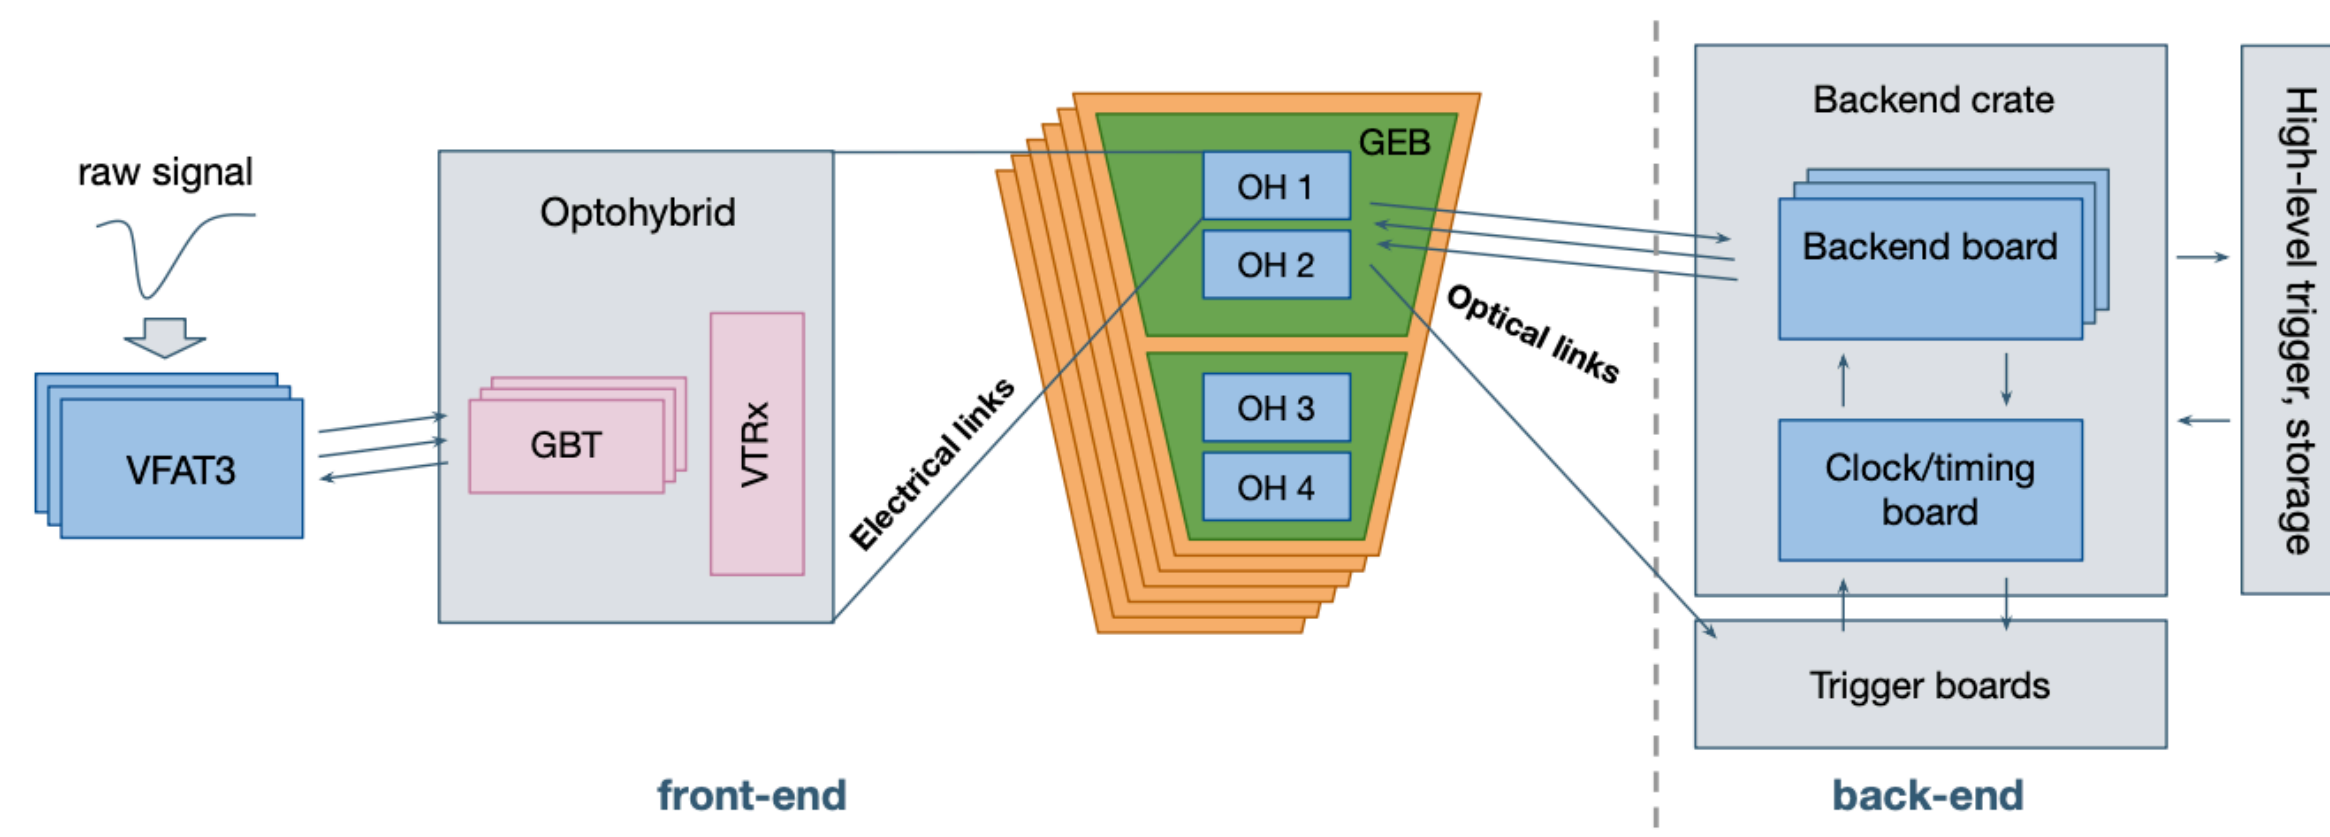 raw signal
VFAT3
Optohybrid
GBT
VTRx
Electrical links
GEB
OH 1
OH 2
OH 3
OH 4
Optical links
front-end
Backend crate
Backend board
Clock/timing
board
Trigger boards
back-end
High-level trigger, storage